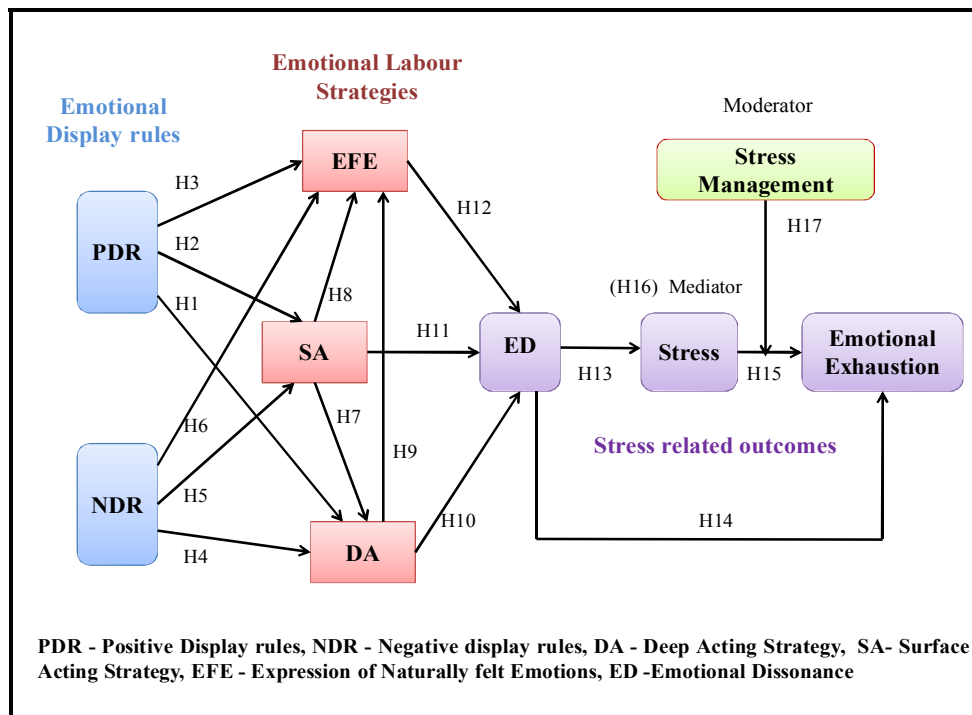 Emotional Labour
Strategies
Emotional
Display rules
Moderator
EFE
Stress
Management
H3
H12
H17
PDR
H2
H1
H8
(H16) Mediator
SA
H11
ED
H13
Stress
H15
Emotional
Exhaustion
H7
H6
H9
Stress related outcomes
NDR
H5
H10
H14
H4
DA
PDR - Positive Display rules, NDR - Negative display rules, DA - Deep Acting Strategy, SA- Surface
Acting Strategy, EFE - Expression of Naturally felt Emotions, ED -Emotional Dissonance